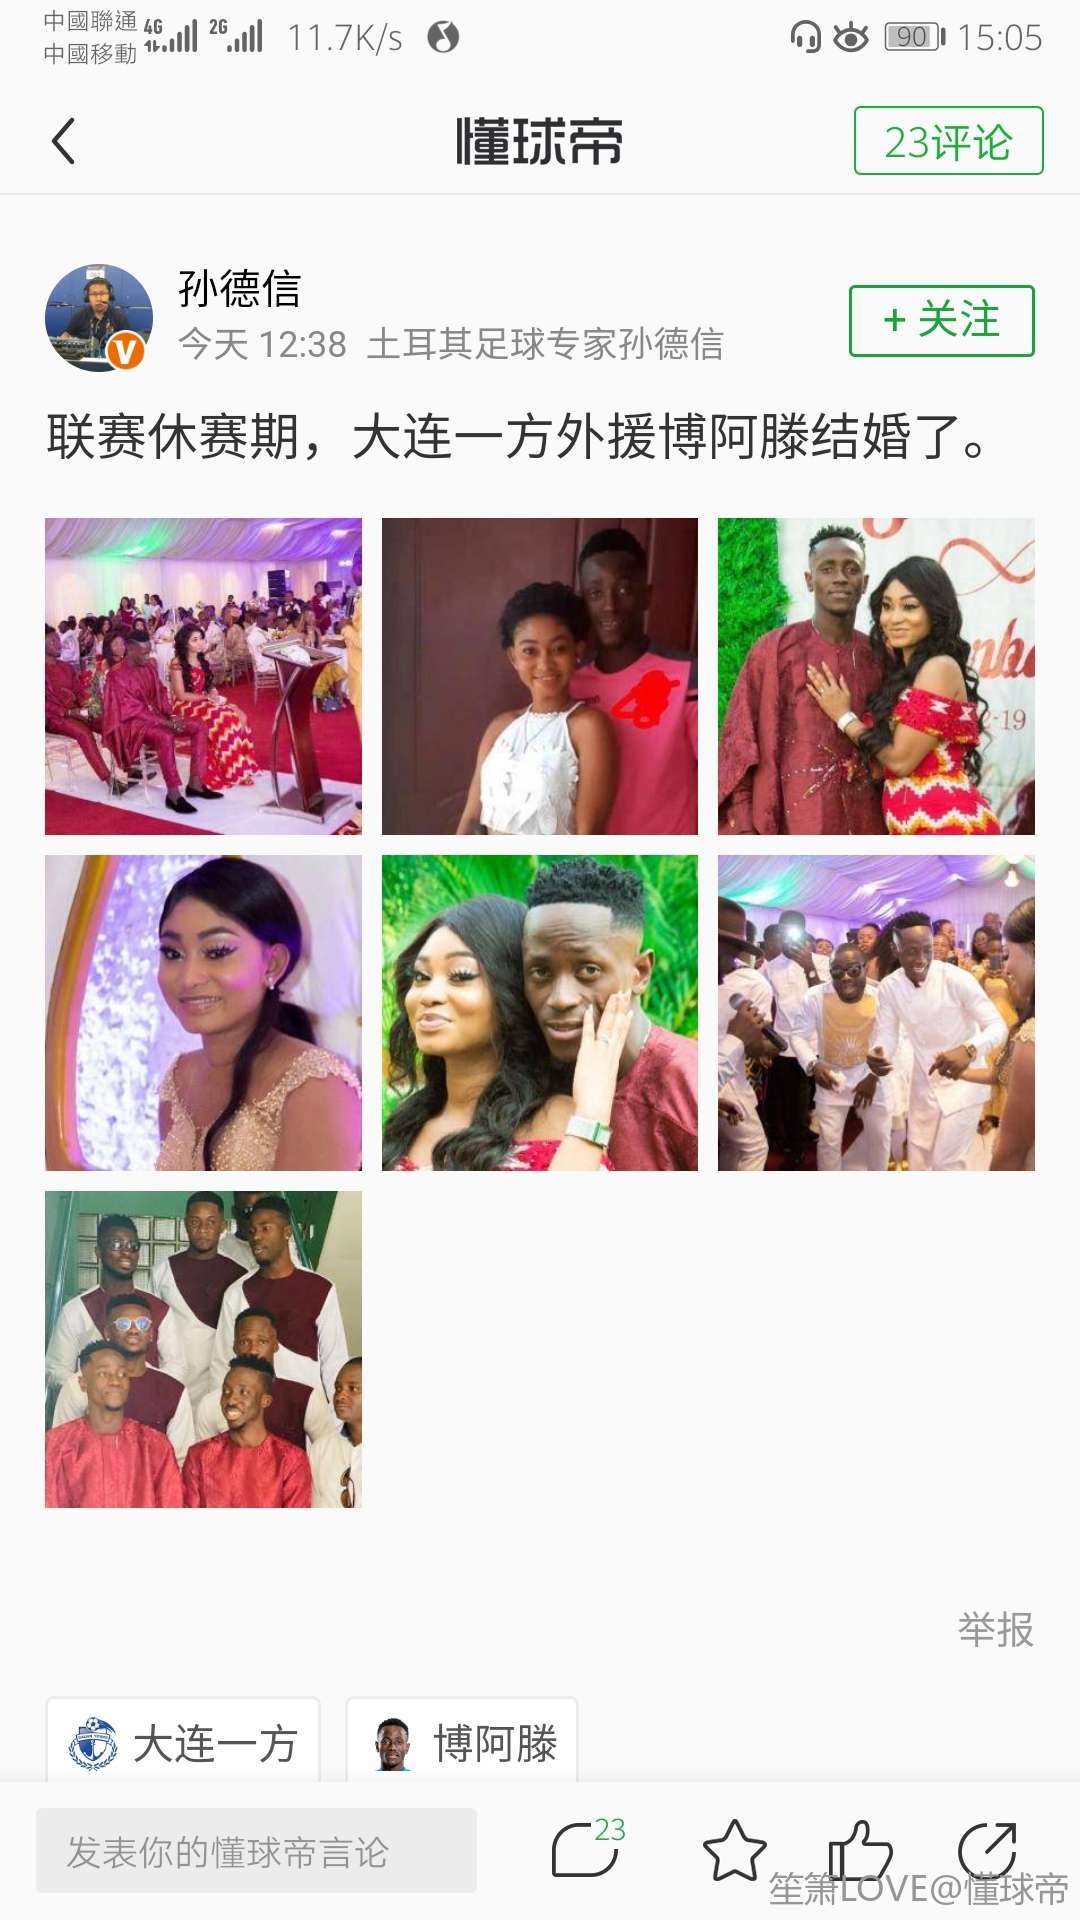 中國聯通 4G 2G 11.7K/s 90 15:05
中國移動
懂球帝
23评论
孙德信
今天 12:38 土耳其足球专家孙德信
+ 关注
联赛休赛期，大连一方外援博阿滕结婚了。
2-19
举报
大连一方
博阿滕
发表你的懂球帝言论
23
笙箫LOVE@懂球帝